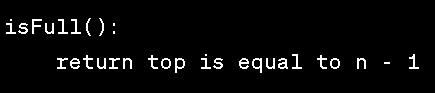 isFull():
    return top is equal to n - 1